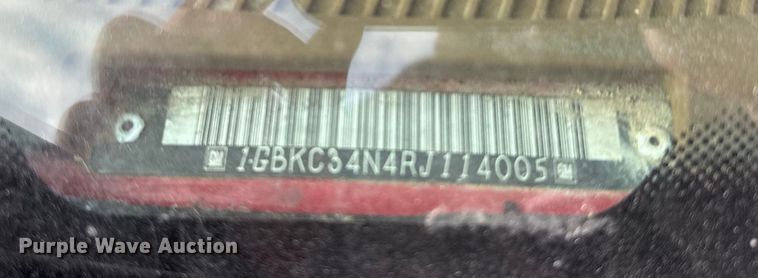 GM 1GBKC34N4RJ114005 GM
Purple Wave Auction